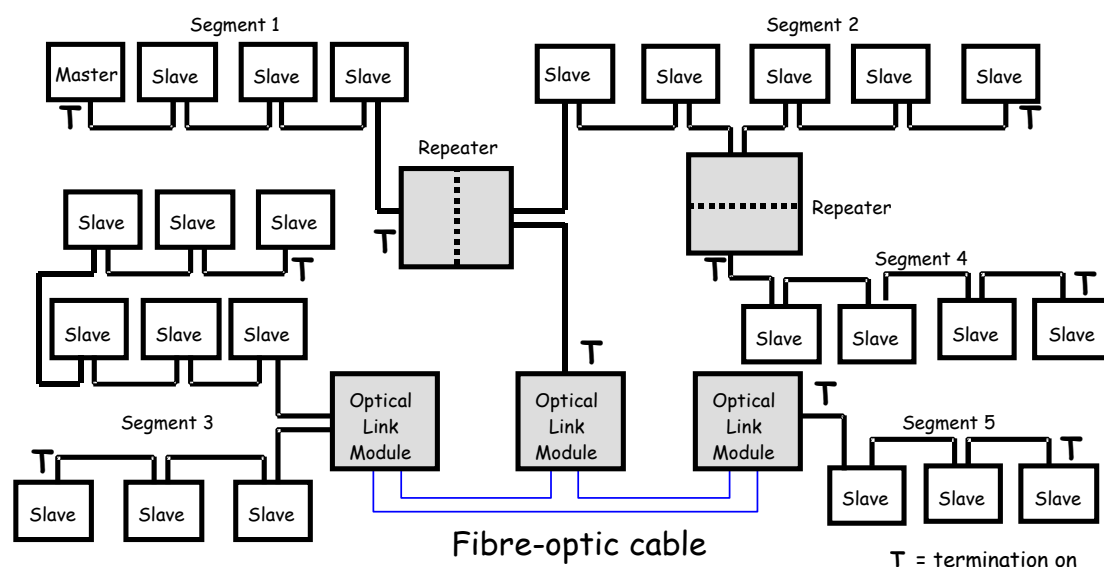 Segment 1
Segment 2
Master
Slave
Slave
Slave
Slave
Slave
Slave
Slave
Slave
T
T
Repeater
Repeater
Slave
Slave
Slave
T
T
T
Segment 4
T
Slave
Slave
Slave
Slave
Slave
Slave
Slave
T
Optical
Link
Module
Optical
Link
Module
Optical
Link
Module
T
Segment 3
Segment 5
T
T
Slave
Slave
Slave
Slave
Slave
Slave
Fibre-optic cable
T = termination on